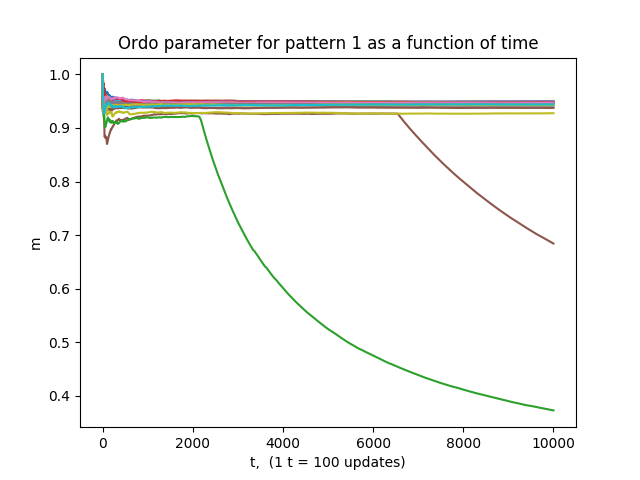 Ordo parameter for pattern 1 as a function of time
1.0
0.9
0.8
0.7
0.6
0.5
0.4
m
0 2000 4000 6000 8000 10000
t,  (1 t = 100 updates)